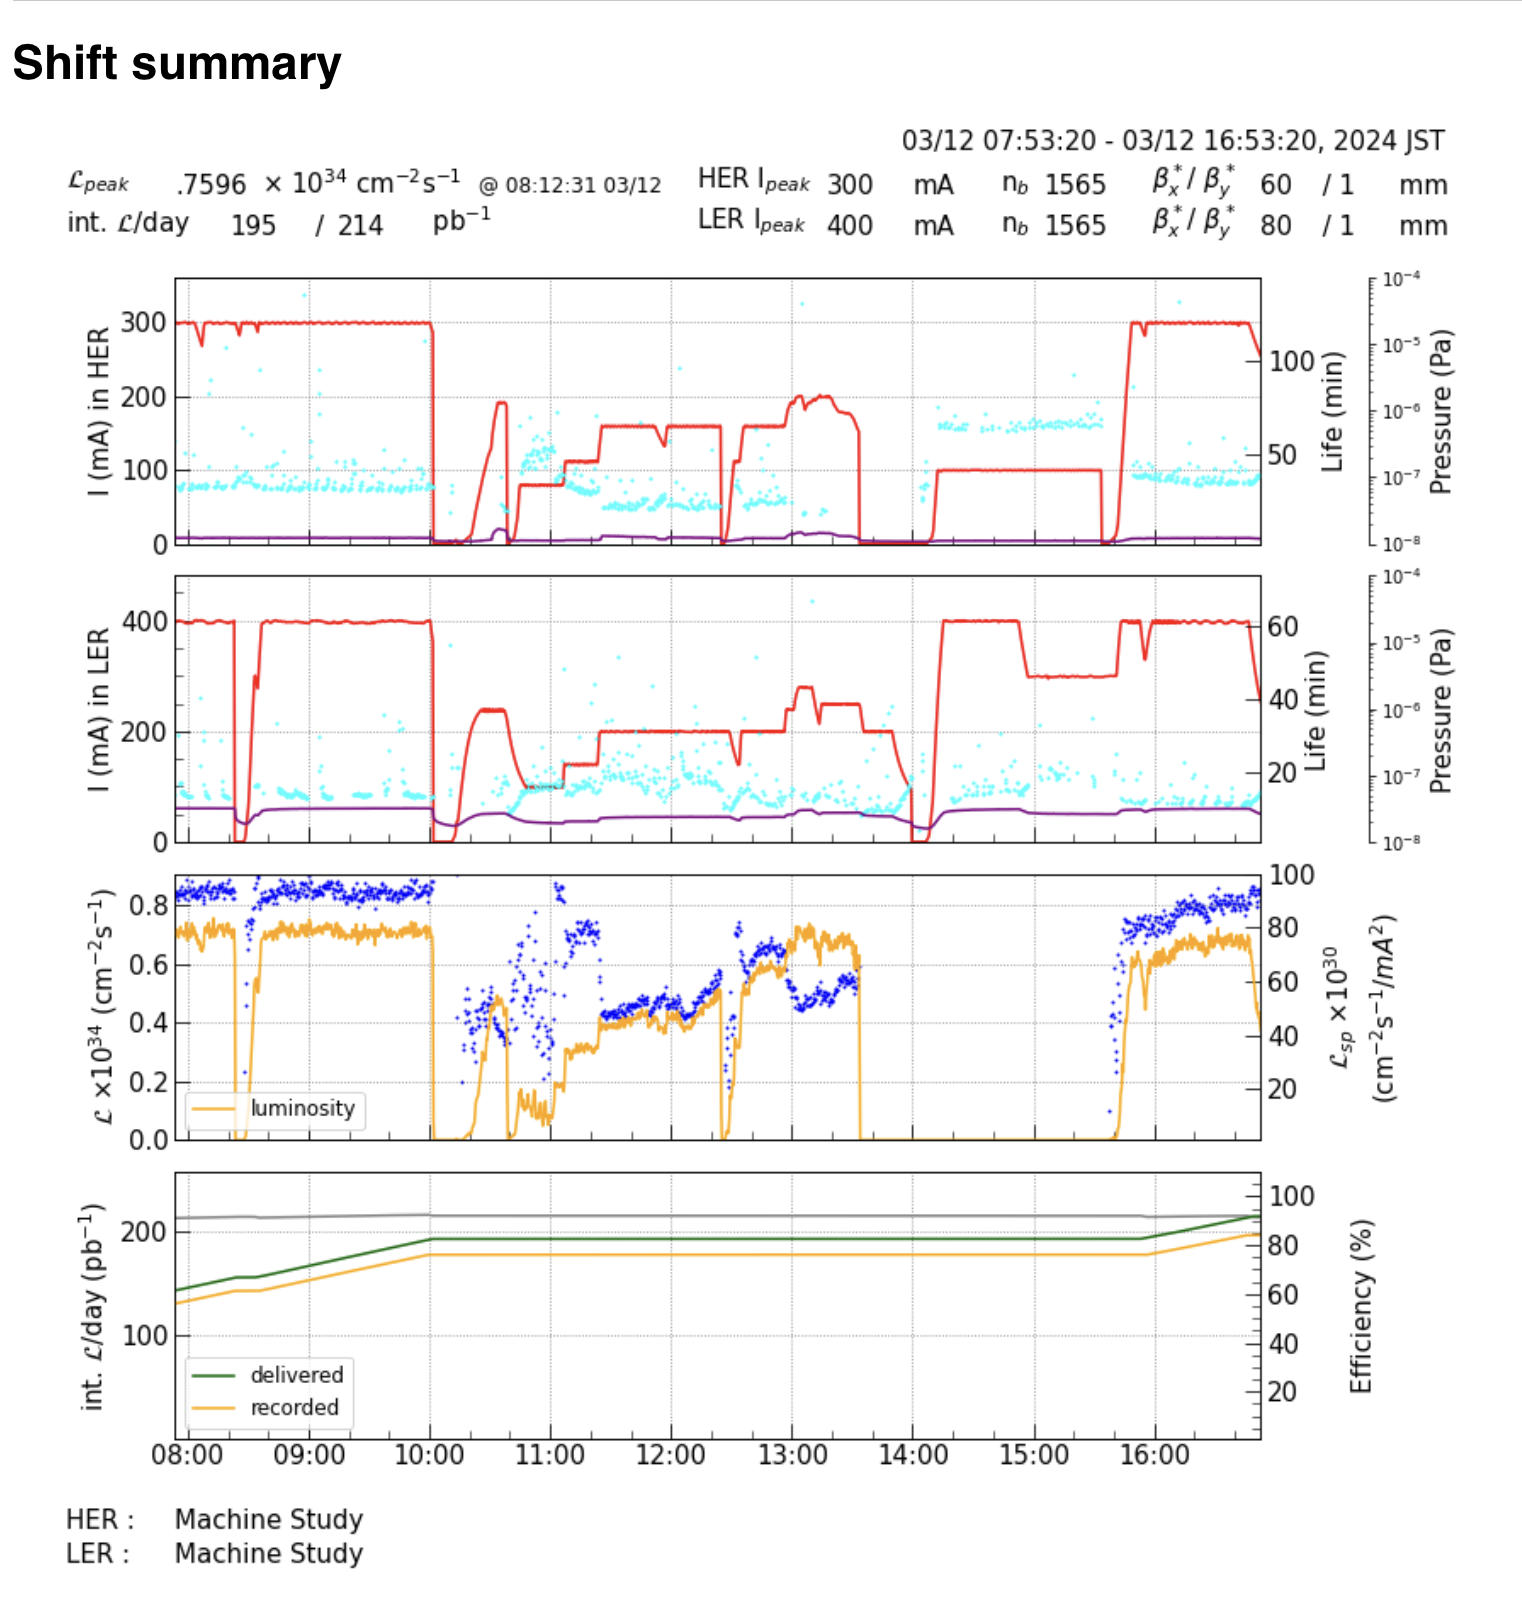 Shift summary
03/12 07:53:20 - 03/12 16:53:20, 2024 JST
ℒpeak .7596 × 10³⁴ cm⁻²s⁻¹ @ 08:12:31 03/12 HER Ipeak 300 mA nb 1565 βx*/ βy* 60 / 1 mm
int. ℒ/day 195 / 214 pb⁻¹ LER Ipeak 400 mA nb 1565 βx*/ βy* 80 / 1 mm
I (mA) in HER
300
200
100
0
100
50
Life (min)
10⁻⁴
10⁻⁵
10⁻⁶
10⁻⁷
10⁻⁸
Pressure (Pa)
I (mA) in LER
400
200
0
60
40
20
Life (min)
10⁻⁴
10⁻⁵
10⁻⁶
10⁻⁷
10⁻⁸
Pressure (Pa)
ℒ ×10³⁴ (cm⁻²s⁻¹)
0.8
0.6
0.4
0.2
0.0
luminosity
100
80
60
40
20
ℒsp ×10³⁰
(cm⁻²s⁻¹/mA²)
int. ℒ/day (pb⁻¹)
200
100
delivered
recorded
100
80
60
40
20
Efficiency (%)
08:00 09:00 10:00 11:00 12:00 13:00 14:00 15:00 16:00
HER : Machine Study
LER : Machine Study